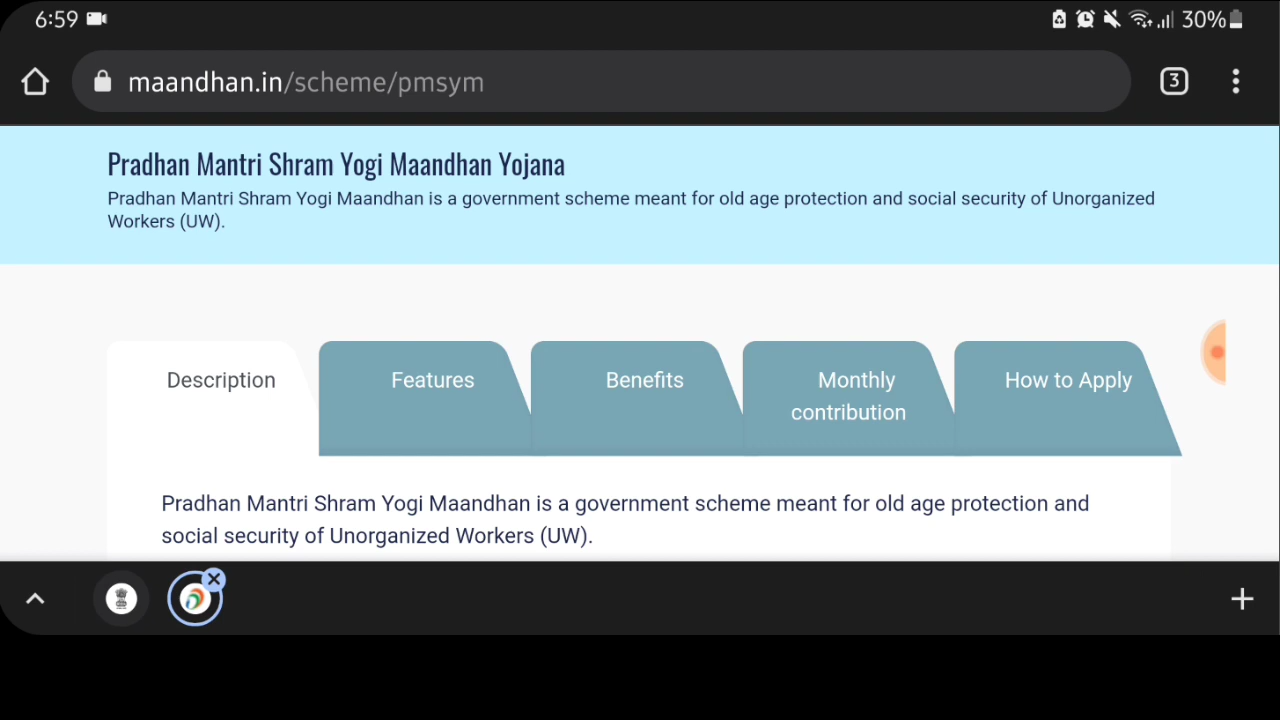 6:59
30%
maandhan.in/scheme/pmsym
3
Pradhan Mantri Shram Yogi Maandhan Yojana
Pradhan Mantri Shram Yogi Maandhan is a government scheme meant for old age protection and social security of Unorganized
Workers (UW).
Description
Features
Benefits
Monthly
contribution
How to Apply
Pradhan Mantri Shram Yogi Maandhan is a government scheme meant for old age protection and
social security of Unorganized Workers (UW).